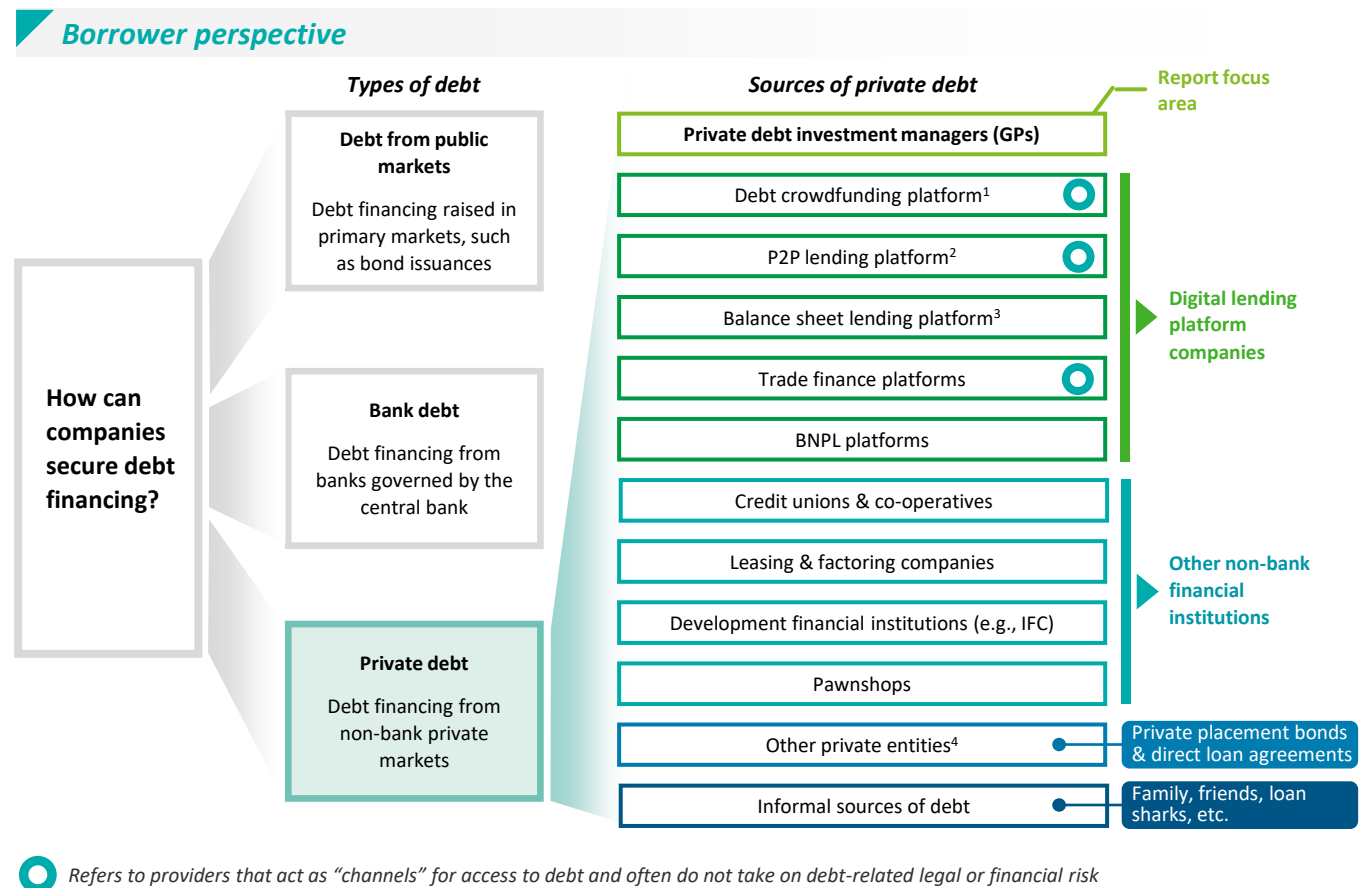 Borrower perspective
Types of debt
Sources of private debt
Report focus
area
How can
companies
secure debt
financing?
Debt from public
markets
Debt financing raised in
primary markets, such
as bond issuances
Bank debt
Debt financing from
banks governed by the
central bank
Private debt
Debt financing from
non-bank private
markets
Private debt investment managers (GPs)
Debt crowdfunding platform¹
P2P lending platform²
Balance sheet lending platform³
Trade finance platforms
BNPL platforms
Digital lending
platform
companies
Credit unions & co-operatives
Leasing & factoring companies
Development financial institutions (e.g., IFC)
Pawnshops
Other non-bank
financial
institutions
Other private entities⁴
Private placement bonds
& direct loan agreements
Informal sources of debt
Family, friends, loan
sharks, etc.
Refers to providers that act as “channels” for access to debt and often do not take on debt-related legal or financial risk